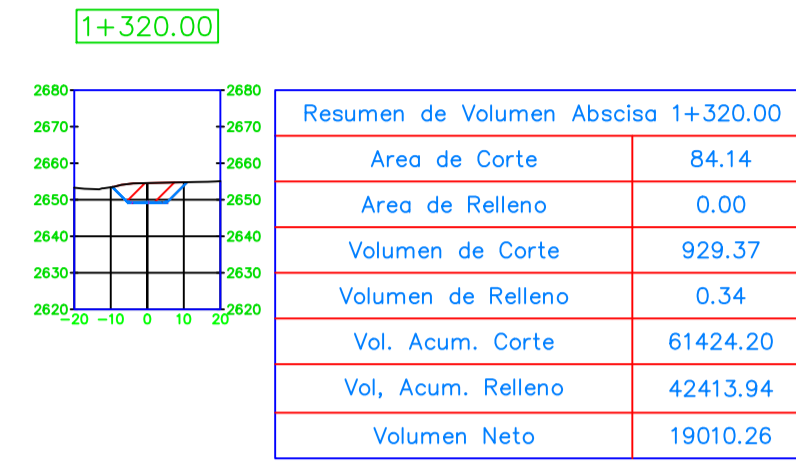 1+320.00
2680 2680
2670 2670
2660 2660
2650 2650
2640 2640
2630 2630
2620 2620
-20 -10 0 10 20
Resumen de Volumen Abscisa 1+320.00
Area de Corte 84.14
Area de Relleno 0.00
Volumen de Corte 929.37
Volumen de Relleno 0.34
Vol. Acum. Corte 61424.20
Vol, Acum. Relleno 42413.94
Volumen Neto 19010.26